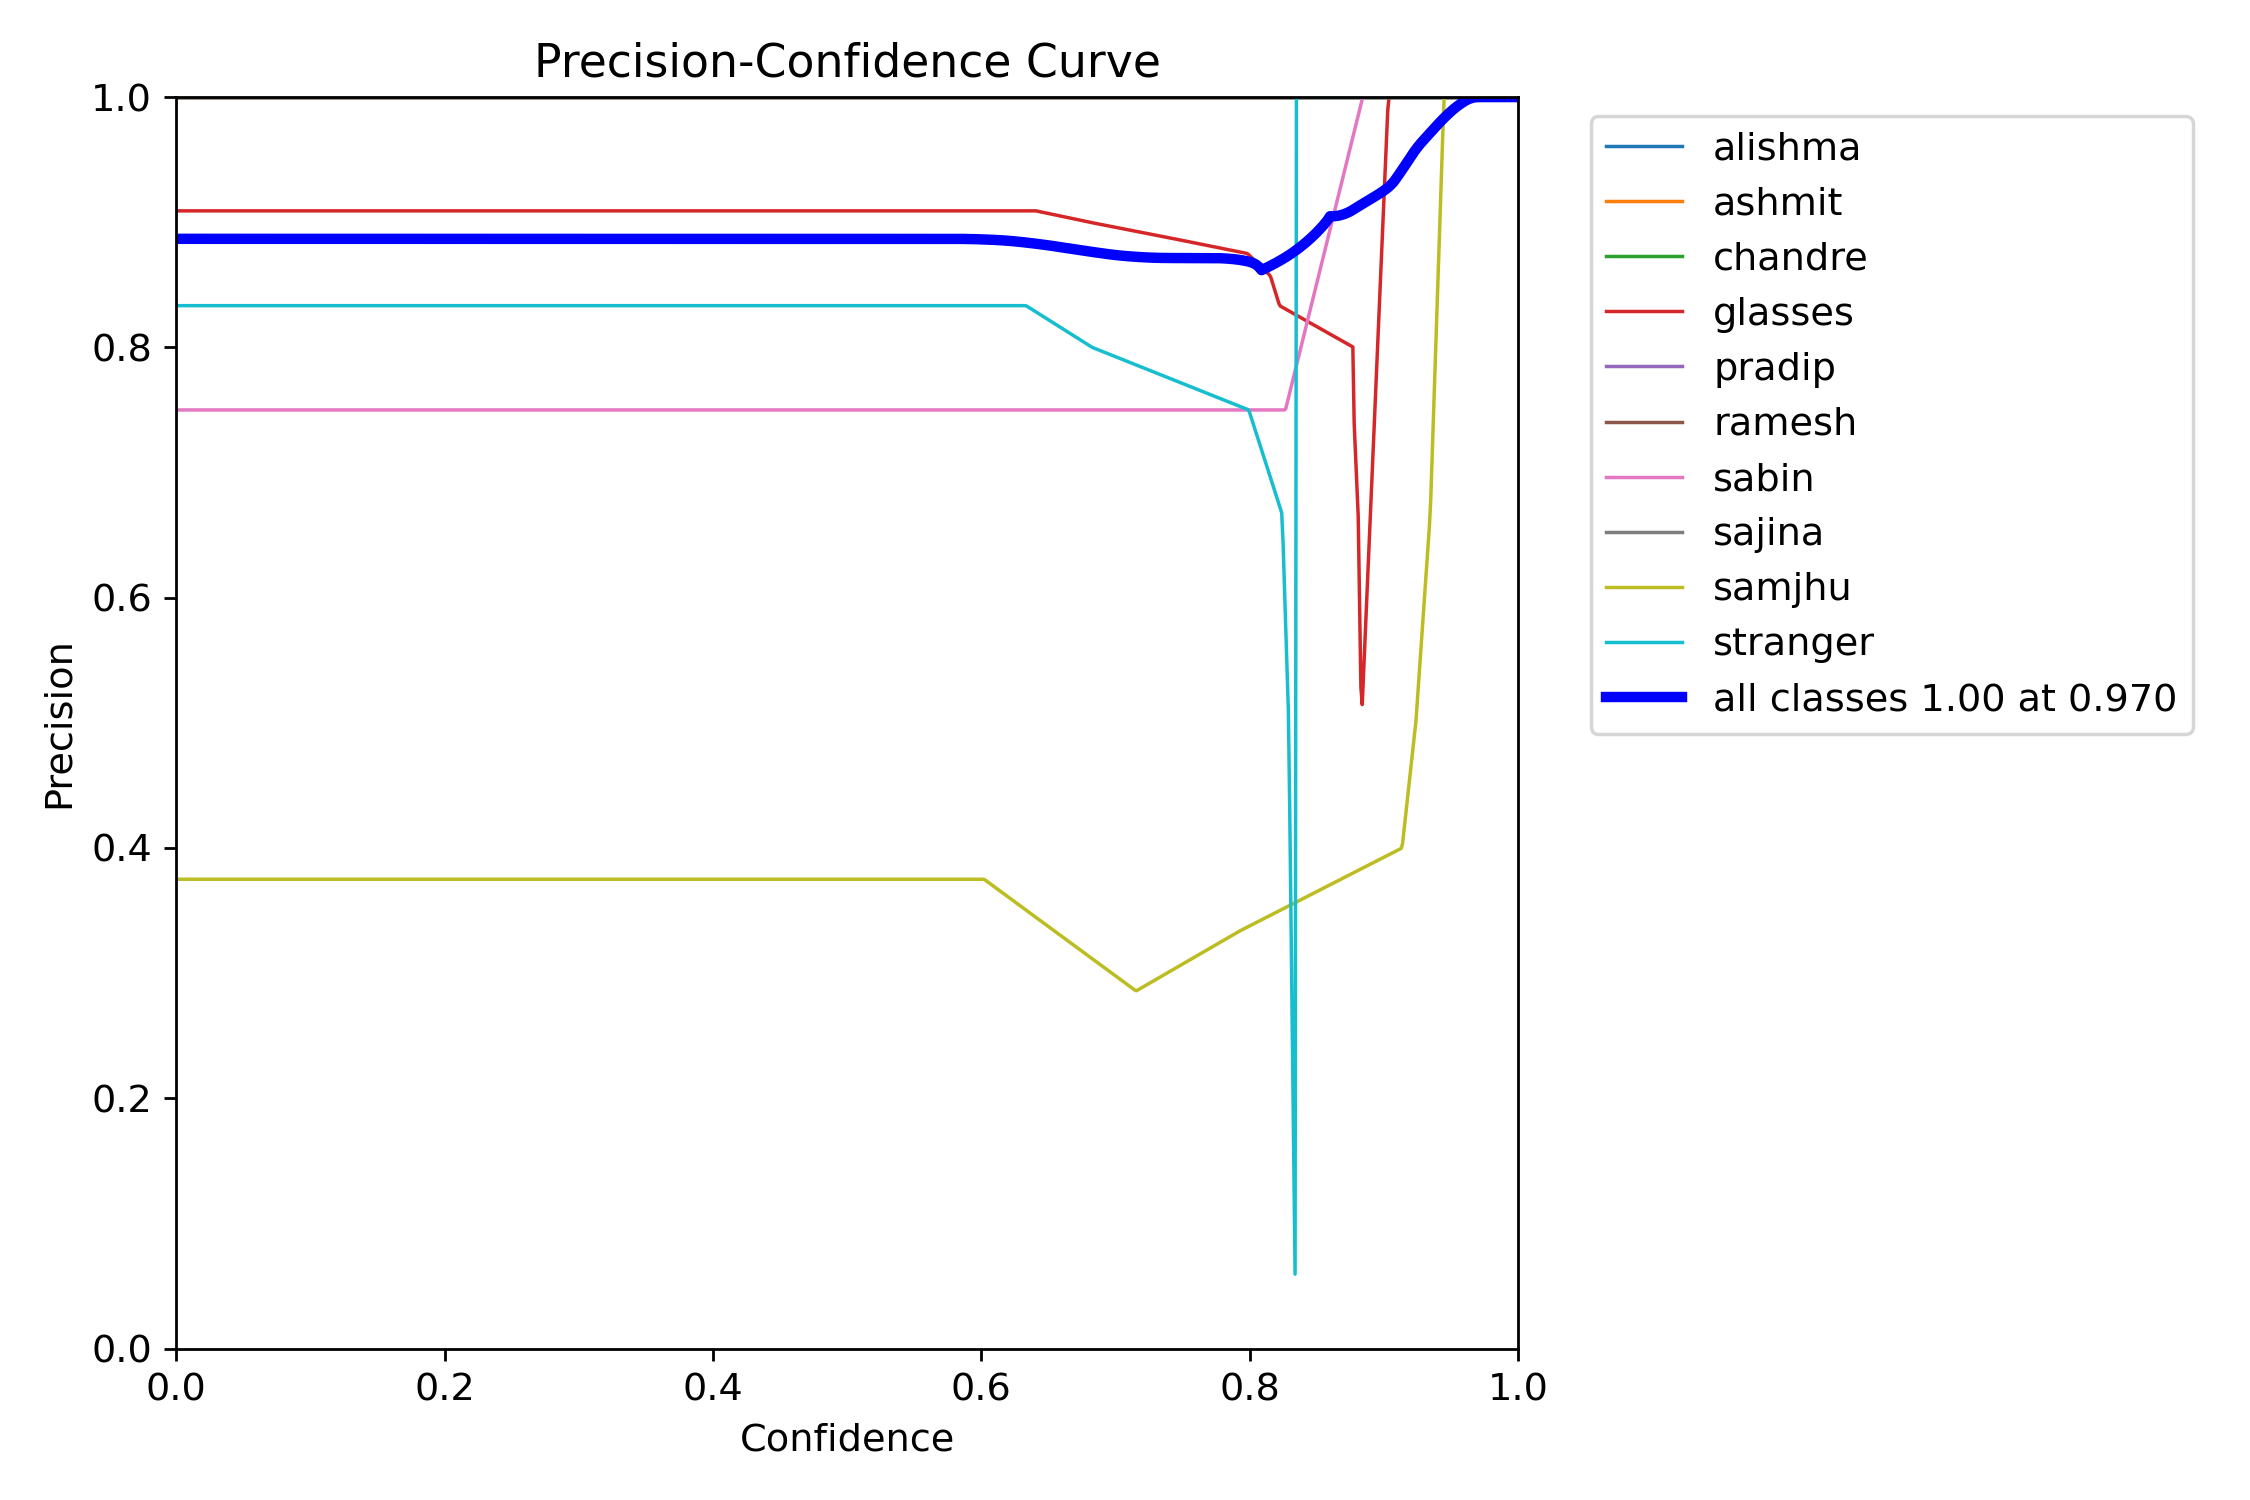 Precision-Confidence Curve
1.0
0.8
0.6
0.4
0.2
0.0
Precision
0.0 0.2 0.4 0.6 0.8 1.0
Confidence
alishma
ashmit
chandre
glasses
pradip
ramesh
sabin
sajina
samjhu
stranger
all classes 1.00 at 0.970